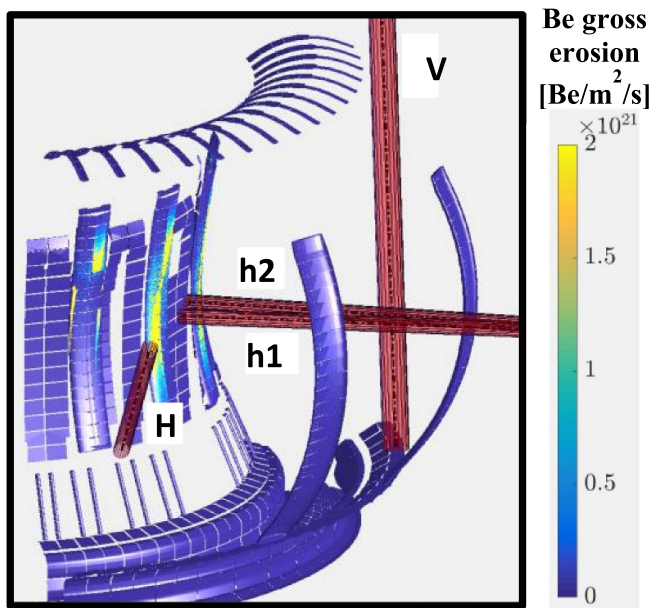 Be gross
erosion
[Be/m²/s]
×10²¹
V
2
h2
1.5
h1
H
1
0.5
0